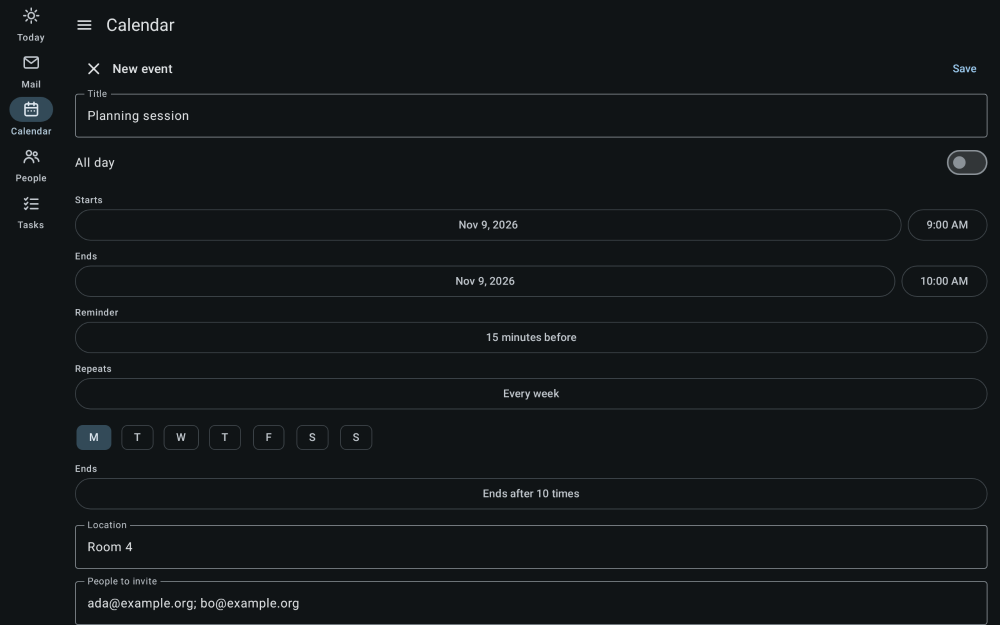 Today
Mail
Calendar
People
Tasks
Calendar
New event
Save
Title
Planning session
All day
Starts
Nov 9, 2026
9:00 AM
Ends
Nov 9, 2026
10:00 AM
Reminder
15 minutes before
Repeats
Every week
M T W T F S S
Ends
Ends after 10 times
Location
Room 4
People to invite
ada@example.org; bo@example.org